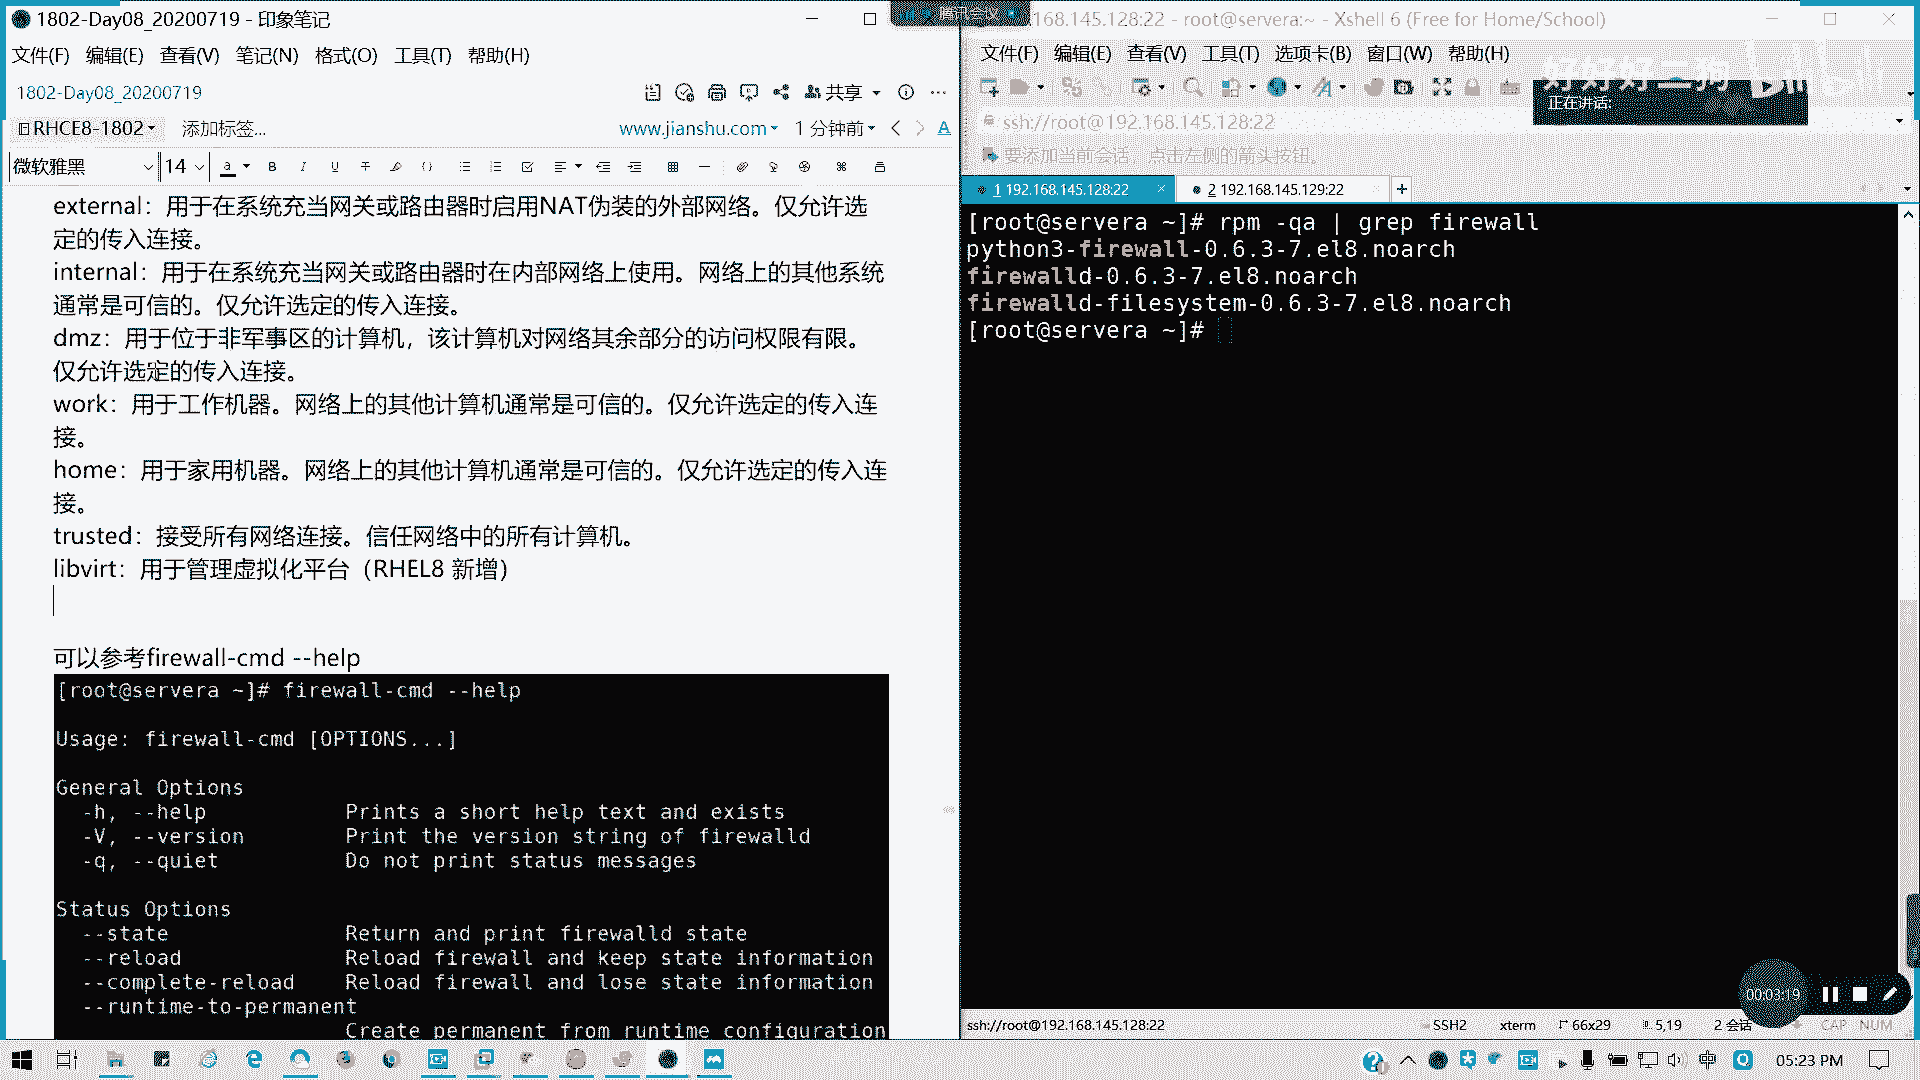 1802-Day08_20200719 - 印象笔记
文件(F) 编辑(E) 查看(V) 笔记(N) 格式(O) 工具(T) 帮助(H)
1802-Day08_20200719
共享
RHCE8-1802 添加标签...
www.jianshu.com 1 分钟前
微软雅黑 14
external：用于在系统充当网关或路由器时启用NAT伪装的外部网络。仅允许选
定的传入连接。
internal：用于在系统充当网关或路由器时在内部网络上使用。网络上的其他系统
通常是可信的。仅允许选定的传入连接。
dmz：用于位于非军事区的计算机，该计算机对网络其余部分的访问权限有限。
仅允许选定的传入连接。
work：用于工作机器。网络上的其他计算机通常是可信的。仅允许选定的传入连
接。
home：用于家用机器。网络上的其他计算机通常是可信的。仅允许选定的传入连
接。
trusted：接受所有网络连接。信任网络中的所有计算机。
libvirt：用于管理虚拟化平台（RHEL8 新增）
可以参考firewall-cmd --help
[root@servera ~]# firewall-cmd --help
Usage: firewall-cmd [OPTIONS...]
General Options
-h, --help Prints a short help text and exists
-V, --version Print the version string of firewalld
-q, --quiet Do not print status messages
Status Options
--state Return and print firewalld state
--reload Reload firewall and keep state information
--complete-reload Reload firewall and lose state information
--runtime-to-permanent
Create permanent from runtime configuration
腾讯会议
168.145.128:22 - root@servera:~ - Xshell 6 (Free for Home/School)
文件(F) 编辑(E) 查看(V) 工具(T) 选项卡(B) 窗口(W) 帮助(H)
好好好二狗
正在讲话:
ssh://root@192.168.145.128:22
要添加当前会话，点击左侧的箭头按钮。
1 192.168.145.128:22 2 192.168.145.129:22
[root@servera ~]# rpm -qa | grep firewall
python3-firewall-0.6.3-7.el8.noarch
firewalld-0.6.3-7.el8.noarch
firewalld-filesystem-0.6.3-7.el8.noarch
[root@servera ~]#
00:03:19
ssh://root@192.168.145.128:22 SSH2 xterm 66x29 5,19 2 会话 CAP NUM
中 05:23 PM